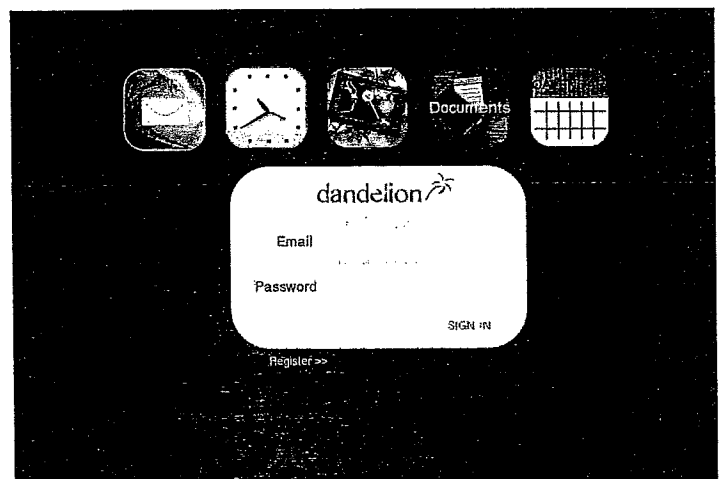 Documents
dandelion
Email
Password
SIGN IN
Register >>